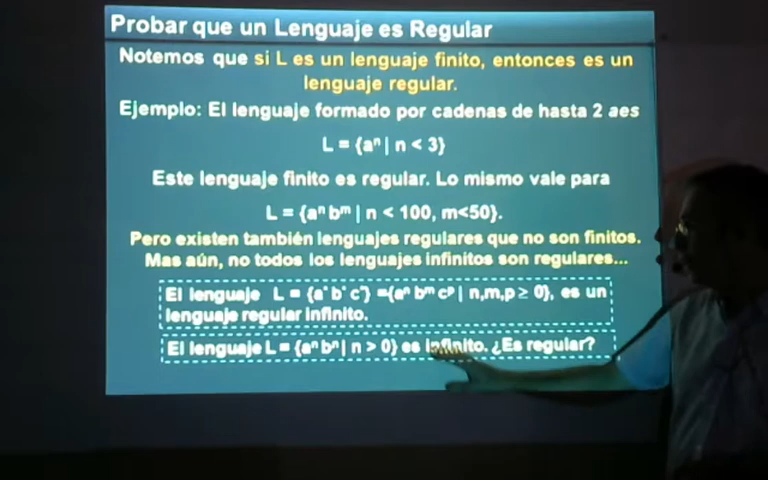 Probar que un Lenguaje es Regular
Notemos que si L es un lenguaje finito, entonces es un
lenguaje regular.
Ejemplo: El lenguaje formado por cadenas de hasta 2 aes
L = {aⁿ | n < 3}
Este lenguaje finito es regular. Lo mismo vale para
L = {aⁿ bᵐ | n < 100, m<50}.
Pero existen también lenguajes regulares que no son finitos.
Mas aún, no todos los lenguajes infinitos son regulares...
El lenguaje L = {a* b* c*} ={aⁿ bᵐ cᵖ | n,m,p ≥ 0}, es un
lenguaje regular infinito.
El lenguaje L = {aⁿ bⁿ | n > 0} es infinito. ¿Es regular?